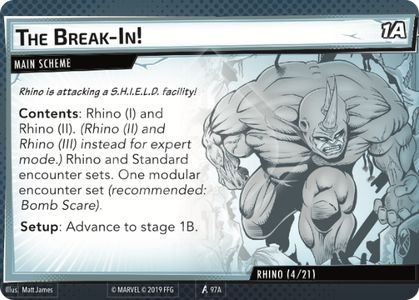 THE BREAK-IN!
1A
MAIN SCHEME
Rhino is attacking a S.H.I.E.L.D. facility!
Contents: Rhino (I) and
Rhino (II). (Rhino (II) and
Rhino (III) instead for expert
mode.) Rhino and Standard
encounter sets. One modular
encounter set (recommended:
Bomb Scare).
Setup: Advance to stage 1B.
RHINO (4/21)
Illus. Matt James
© MARVEL © 2019 FFG
97A